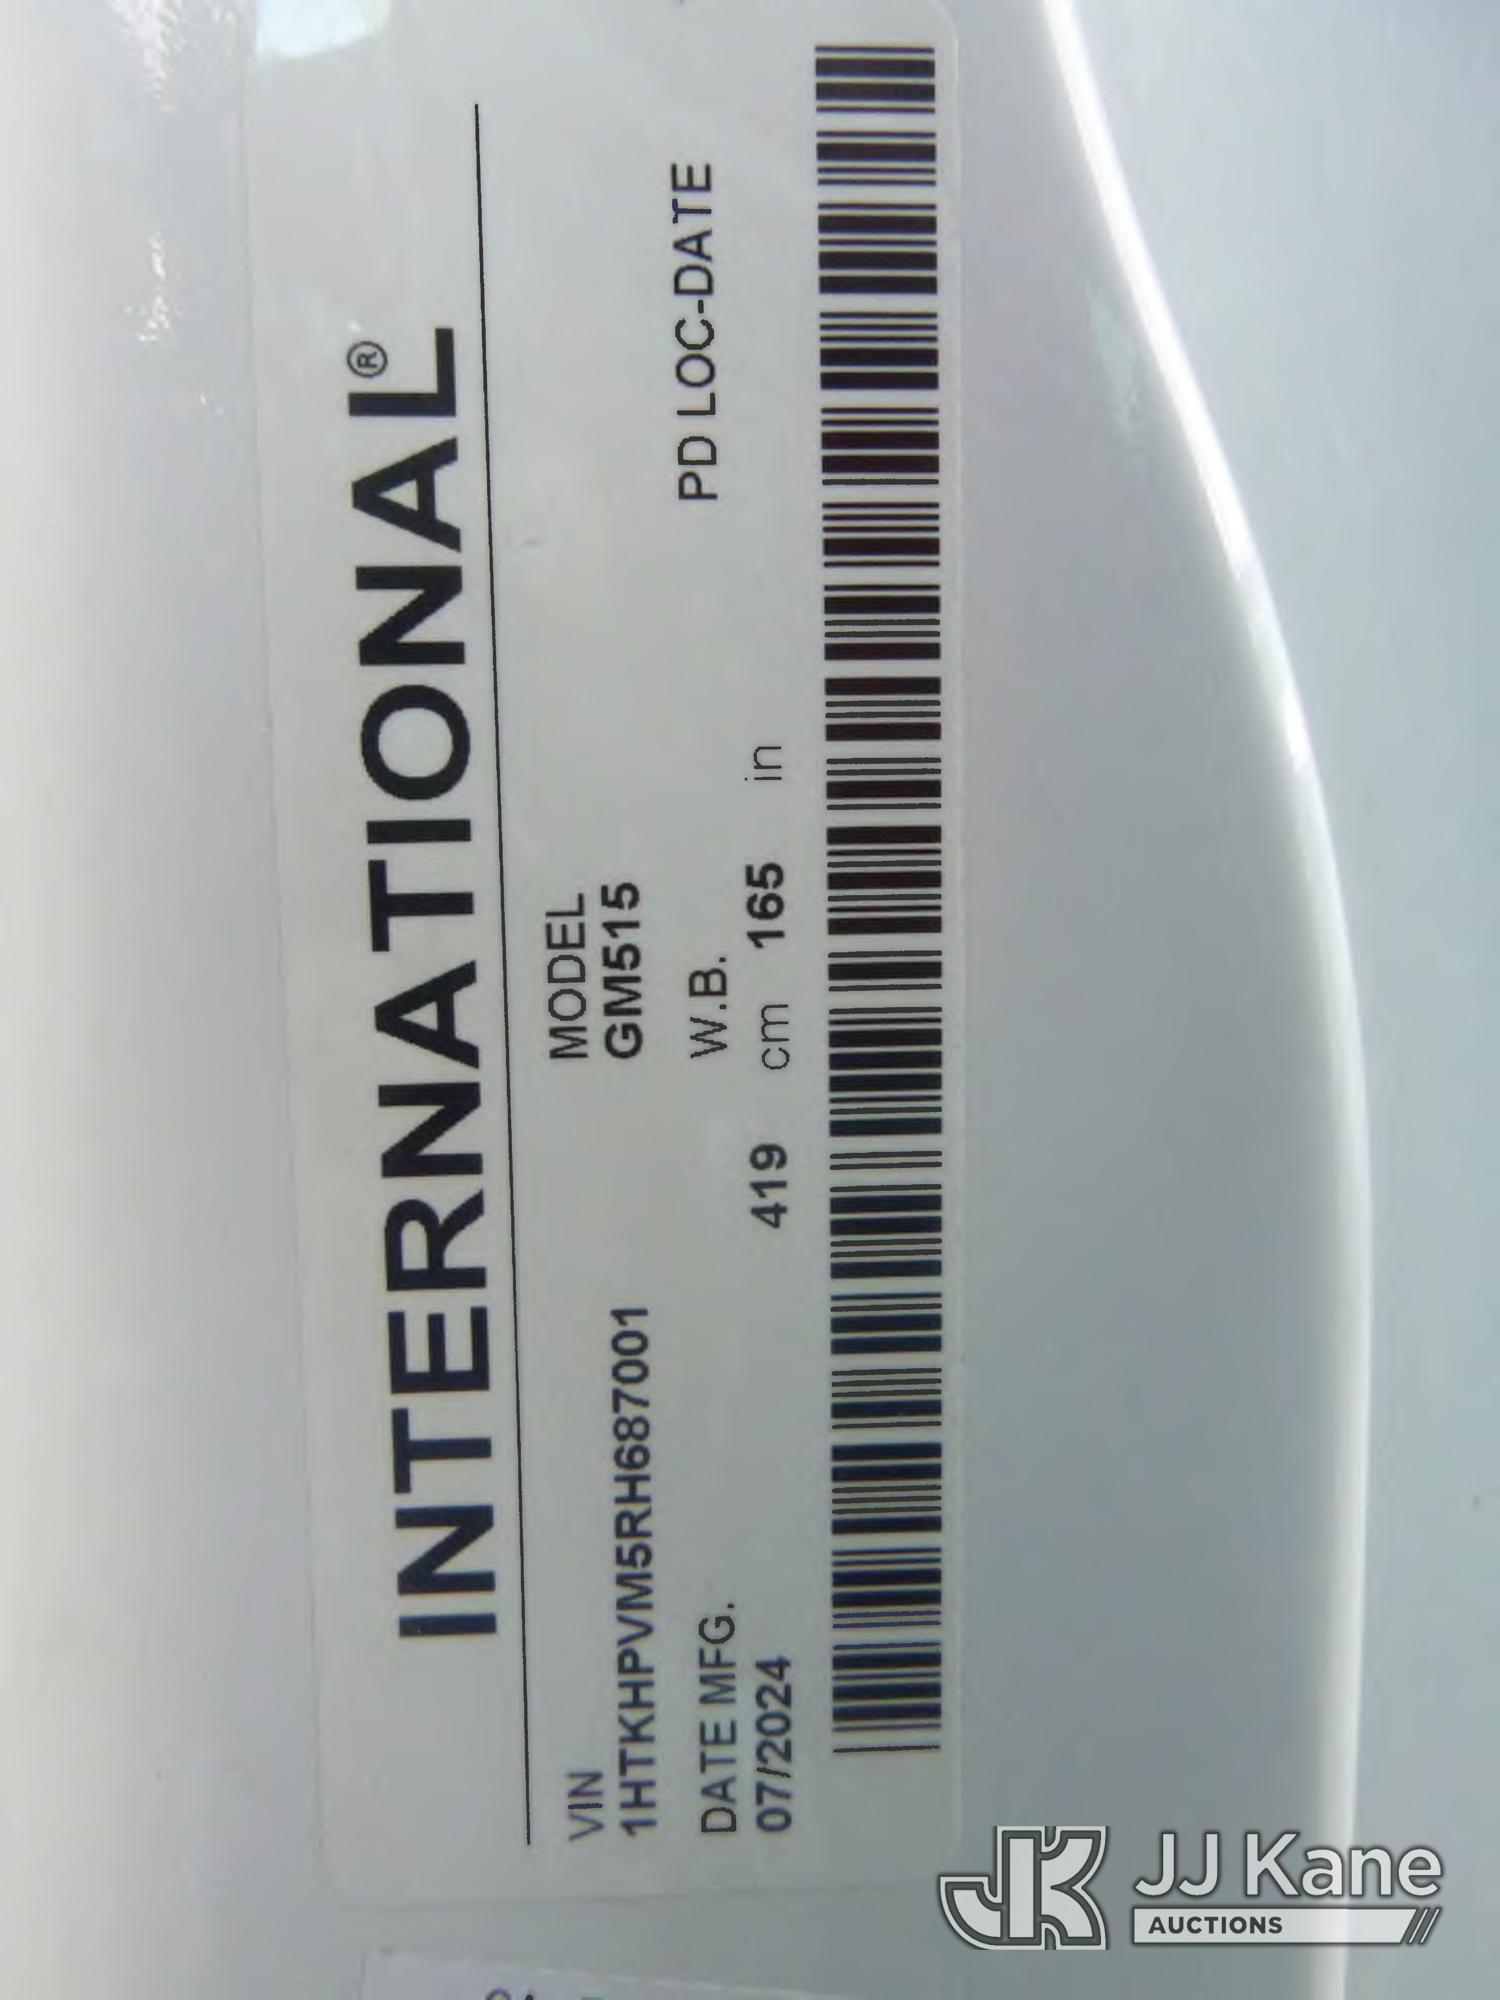 INTERNATIONAL®
VIN
1HTKHPVM5RH687001
MODEL
GM515
DATE MFG.
07/2024
W.B.
419 cm 165 in
PD LOC-DATE
JJ Kane
AUCTIONS